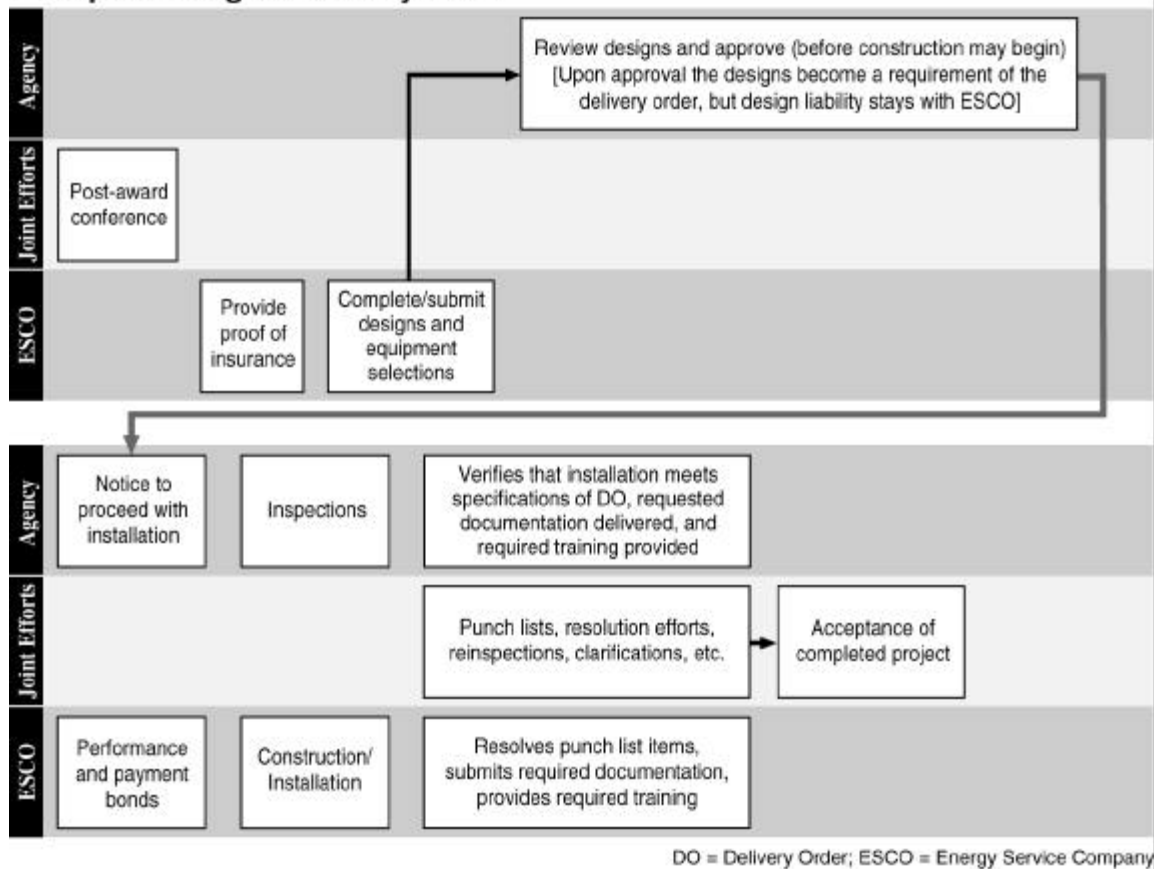 Agency
Review designs and approve (before construction may begin)
[Upon approval the designs become a requirement of the
delivery order, but design liability stays with ESCO]
Joint Efforts
Post-award
conference
ESCO
Provide
proof of
insurance
Complete/submit
designs and
equipment
selections
Agency
Notice to
proceed with
installation
Inspections
Verifies that installation meets
specifications of DO, requested
documentation delivered, and
required training provided
Joint Efforts
Punch lists, resolution efforts,
reinspections, clarifications, etc.
Acceptance of
completed project
ESCO
Performance
and payment
bonds
Construction/
Installation
Resolves punch list items,
submits required documentation,
provides required training
DO = Delivery Order; ESCO = Energy Service Company